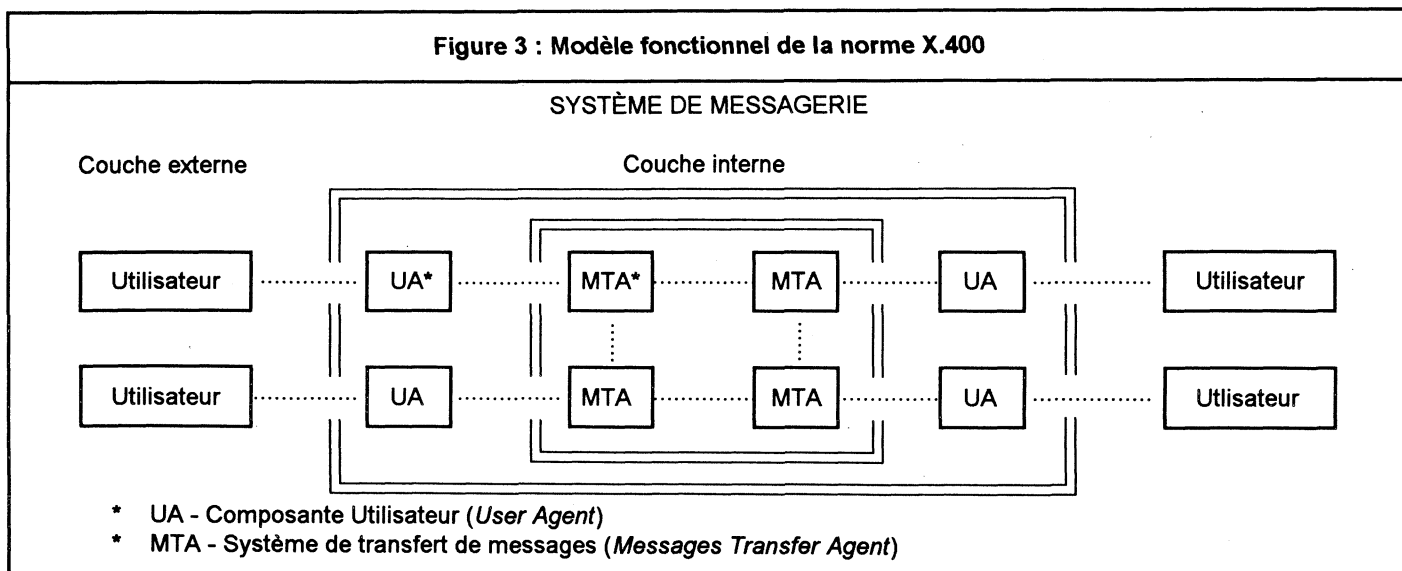 Figure 3 : Modèle fonctionnel de la norme X.400
SYSTÈME DE MESSAGERIE
Couche externe Couche interne
Utilisateur UA* MTA* MTA UA Utilisateur
Utilisateur UA MTA MTA UA Utlisateur
* UA - Composante Utilisateur (User Agent)
* MTA - Système de transfert de messages (Messages Transfer Agent)